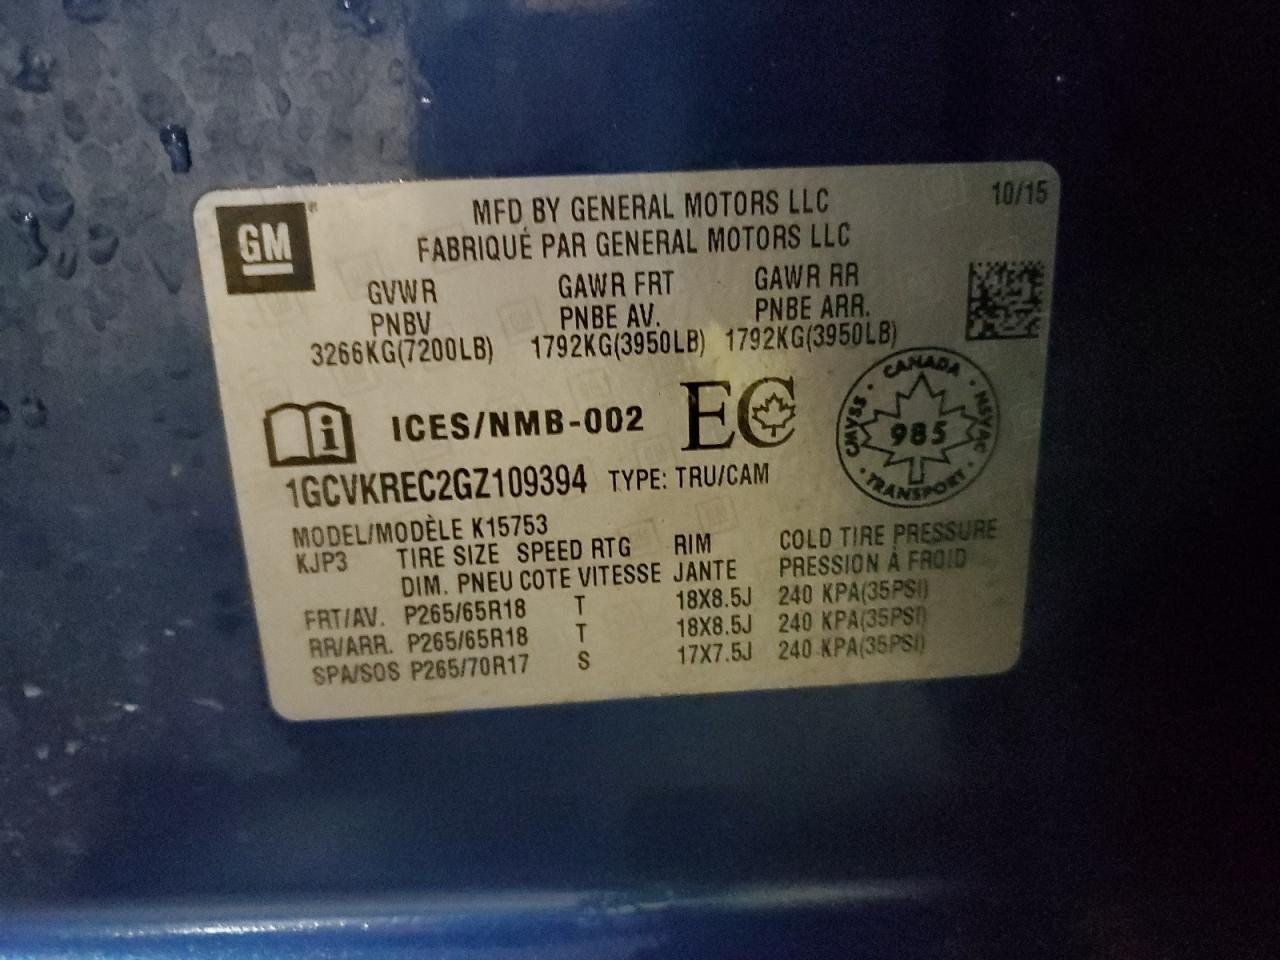 GM
MFD BY GENERAL MOTORS LLC
10/15
FABRIQUÉ PAR GENERAL MOTORS LLC
GVWR GAWR FRT GAWR RR
PNBV PNBE AV. PNBE ARR.
3266KG(7200LB) 1792KG(3950LB) 1792KG(3950LB)
ICES/NMB-002 EC
CANADA · NSVAC · TRANSPORT · CMVSS ·
985
1GCVKREC2GZ109394 TYPE: TRU/CAM
MODEL/MODÈLE K15753
KJP3 TIRE SIZE SPEED RTG RIM COLD TIRE PRESSURE
DIM. PNEU COTE VITESSE JANTE PRESSION À FROID
FRT/AV. P265/65R18 T 18X8.5J 240 KPA(35PSI)
RR/ARR. P265/65R18 T 18X8.5J 240 KPA(35PSI)
SPA/SOS P265/70R17 S 17X7.5J 240 KPA(35PSI)